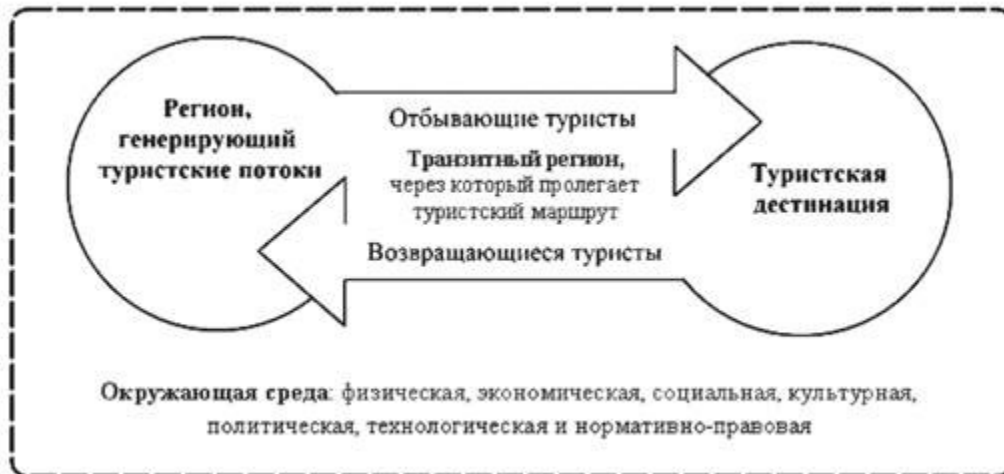 Регион,
генерирующий
туристские потоки
Отбывающие туристы
Транзитный регион,
через который пролегает
туристский маршрут
Возвращающиеся туристы
Туристская
дестинация
Окружающая среда: физическая, экономическая, социальная, культурная,
политическая, технологическая и нормативно-правовая